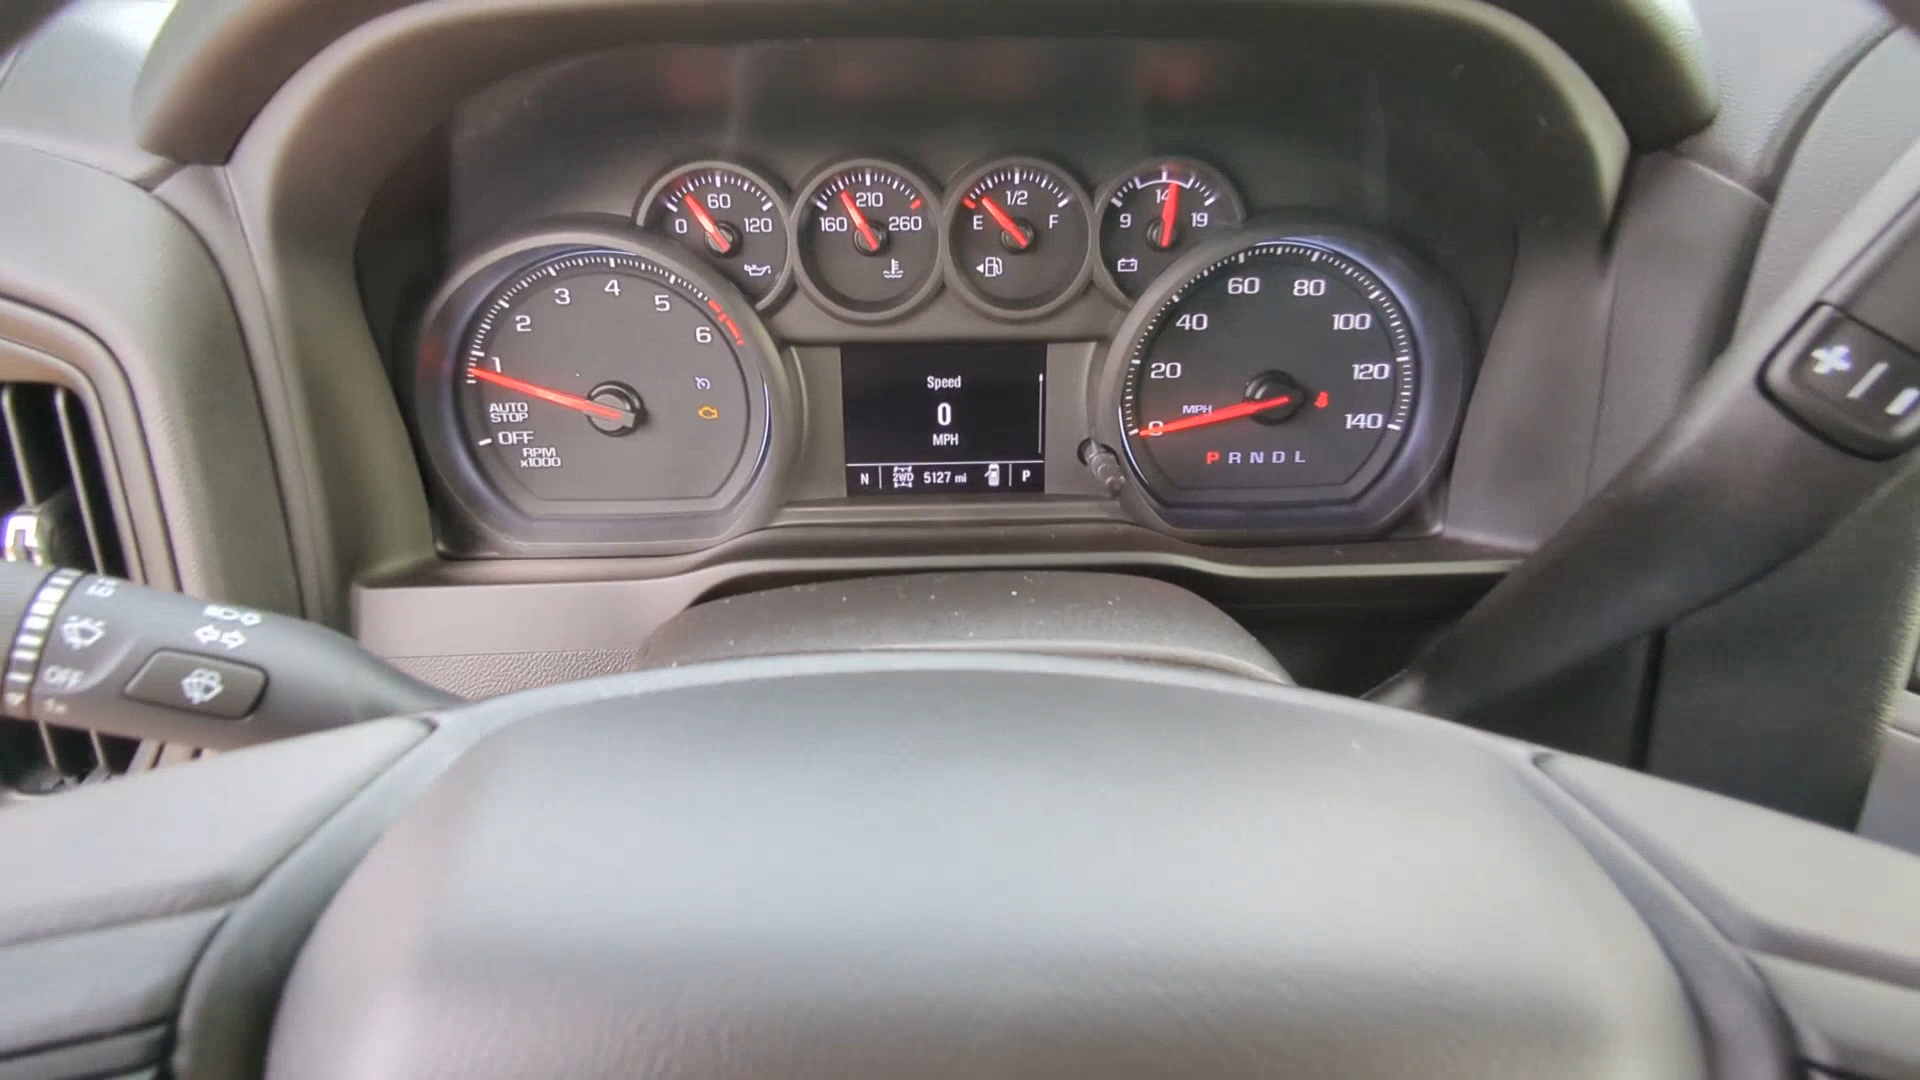 0 60 120
160 210 260
E 1/2 F
9 14 19
1 2 3 4 5 6
AUTO
STOP
OFF
RPM
x1000
Speed
0
MPH
N 2WD 5127 mi P
0 20 40 60 80 100 120 140
MPH
P R N D L
OFF
1x